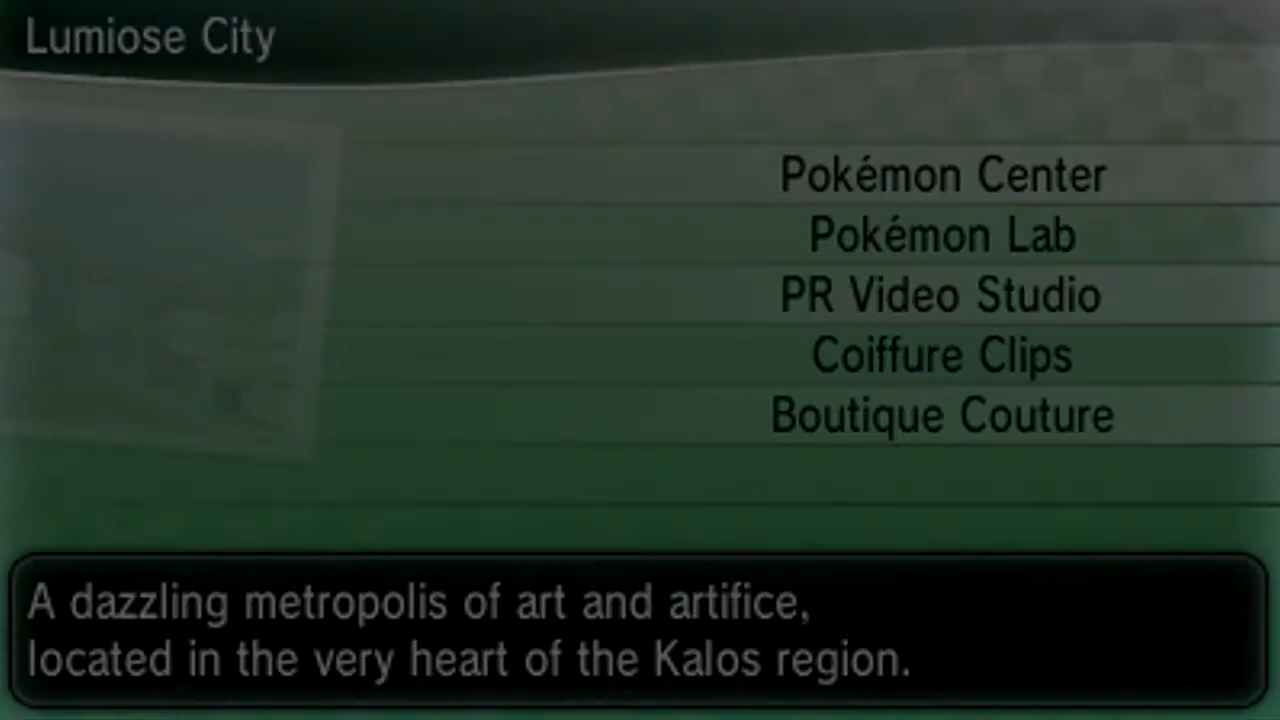 Lumiose City
Pokémon Center
Pokémon Lab
PR Video Studio
Coiffure Clips
Boutique Couture
A dazzling metropolis of art and artifice,
located in the very heart of the Kalos region.